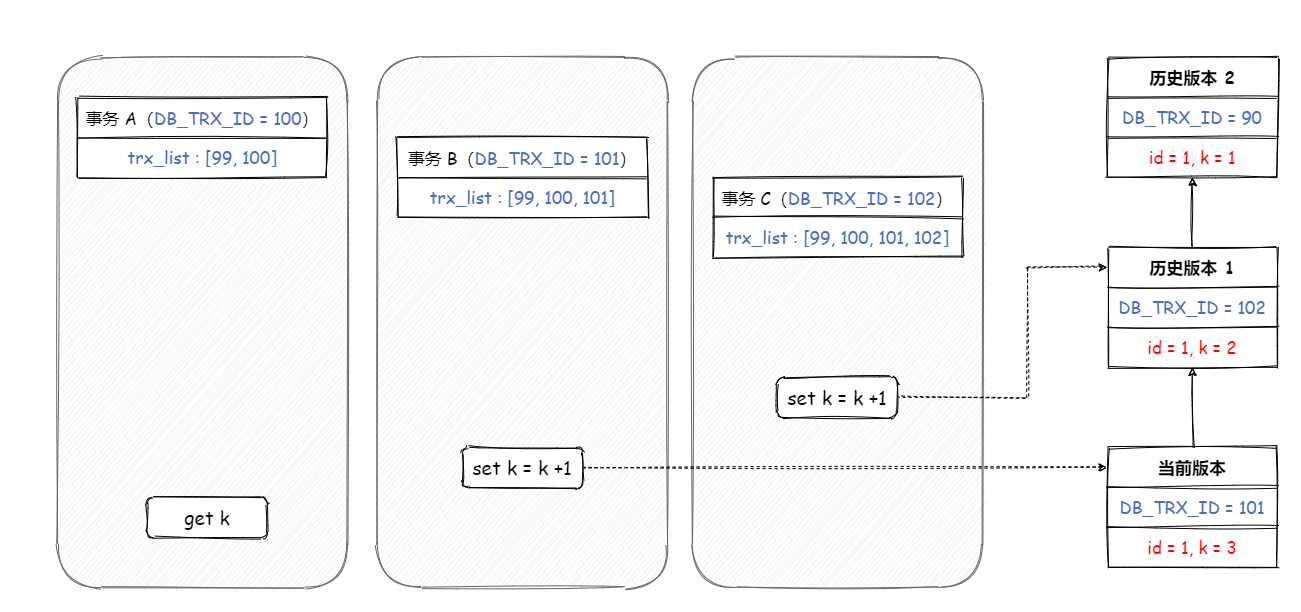 事务 A（DB_TRX_ID = 100）
trx_list : [99, 100]
get k
事务 B（DB_TRX_ID = 101）
trx_list : [99, 100, 101]
set k = k +1
事务 C（DB_TRX_ID = 102）
trx_list : [99, 100, 101, 102]
set k = k +1
历史版本 2
DB_TRX_ID = 90
id = 1, k = 1
历史版本 1
DB_TRX_ID = 102
id = 1, k = 2
当前版本
DB_TRX_ID = 101
id = 1, k = 3